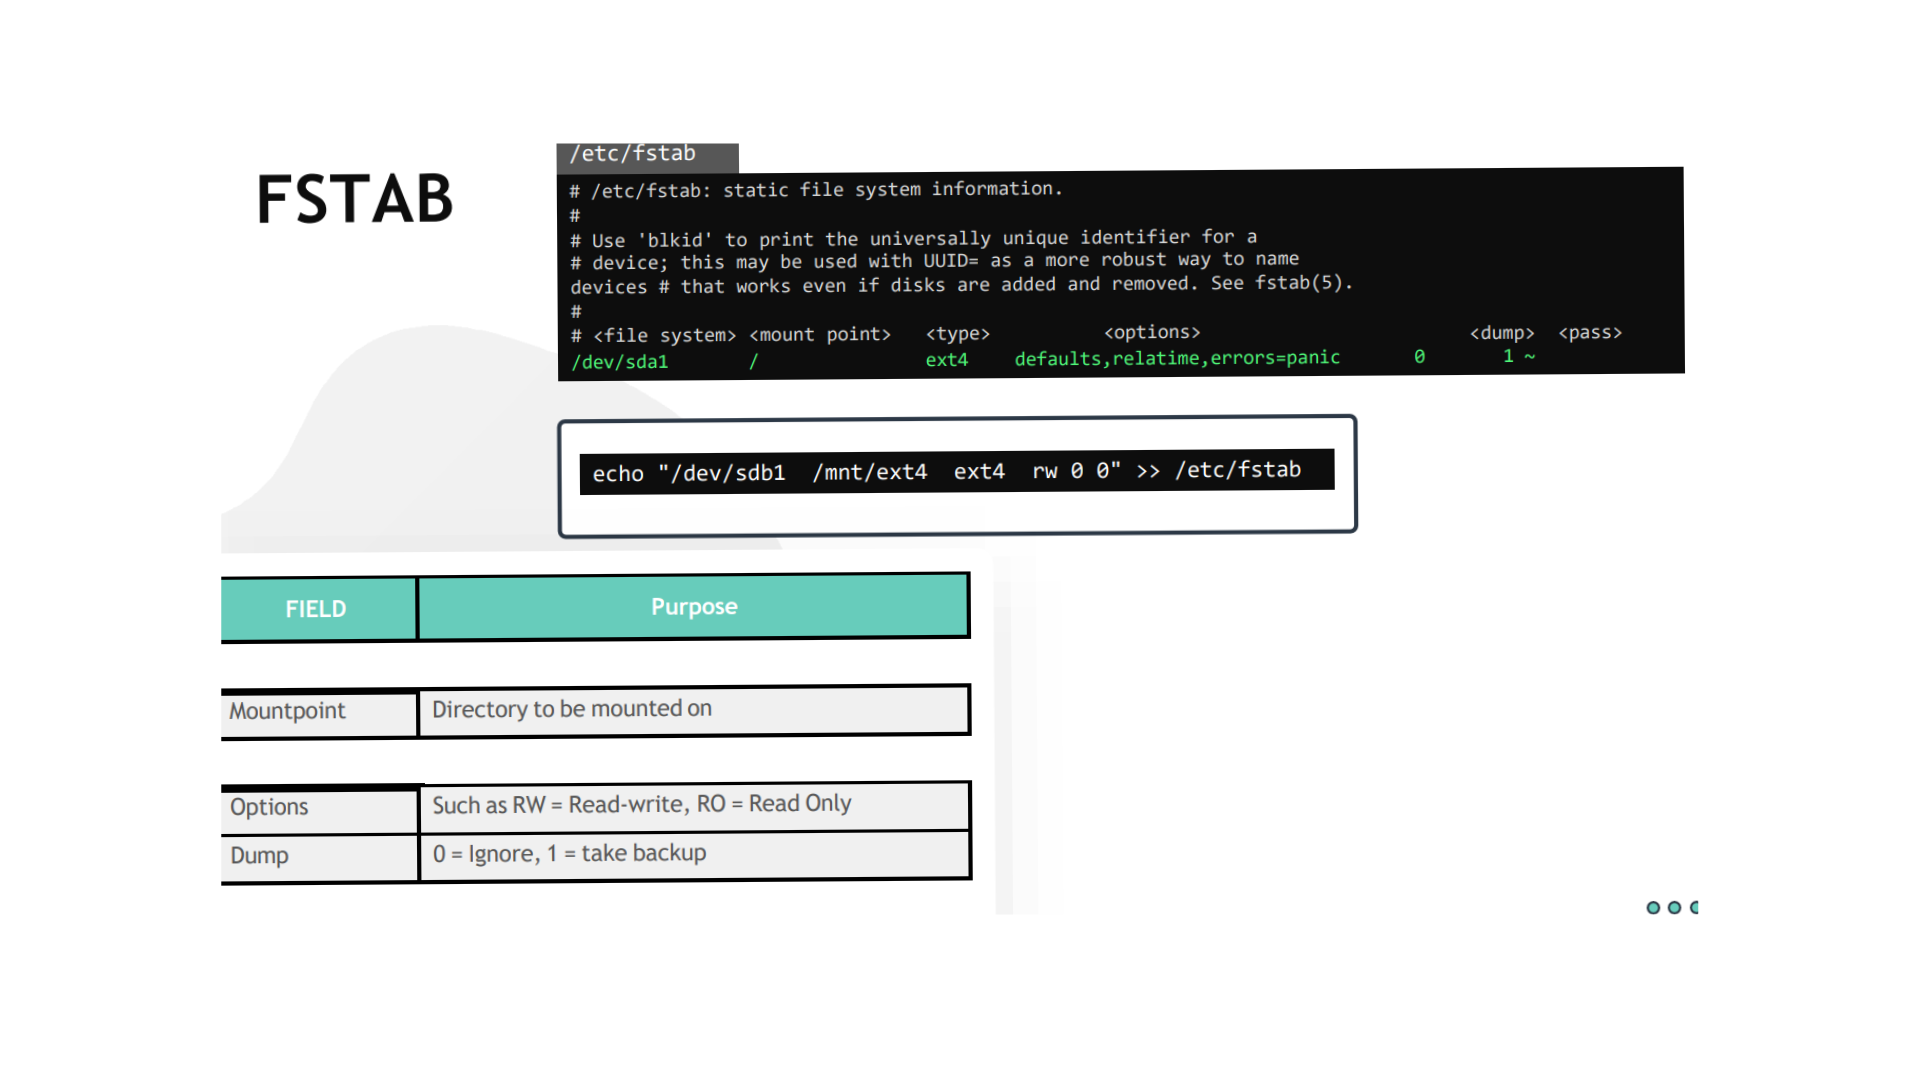 FSTAB
/etc/fstab
# /etc/fstab: static file system information.
#
# Use 'blkid' to print the universally unique identifier for a
# device; this may be used with UUID= as a more robust way to name
devices # that works even if disks are added and removed. See fstab(5).
#
# <file system> <mount point> <type> <options> <dump> <pass>
/dev/sda1 / ext4 defaults,relatime,errors=panic 0 1 ~
echo "/dev/sdb1 /mnt/ext4 ext4 rw 0 0" >> /etc/fstab
FIELD Purpose
Mountpoint Directory to be mounted on
Options Such as RW = Read-write, RO = Read Only
Dump 0 = Ignore, 1 = take backup